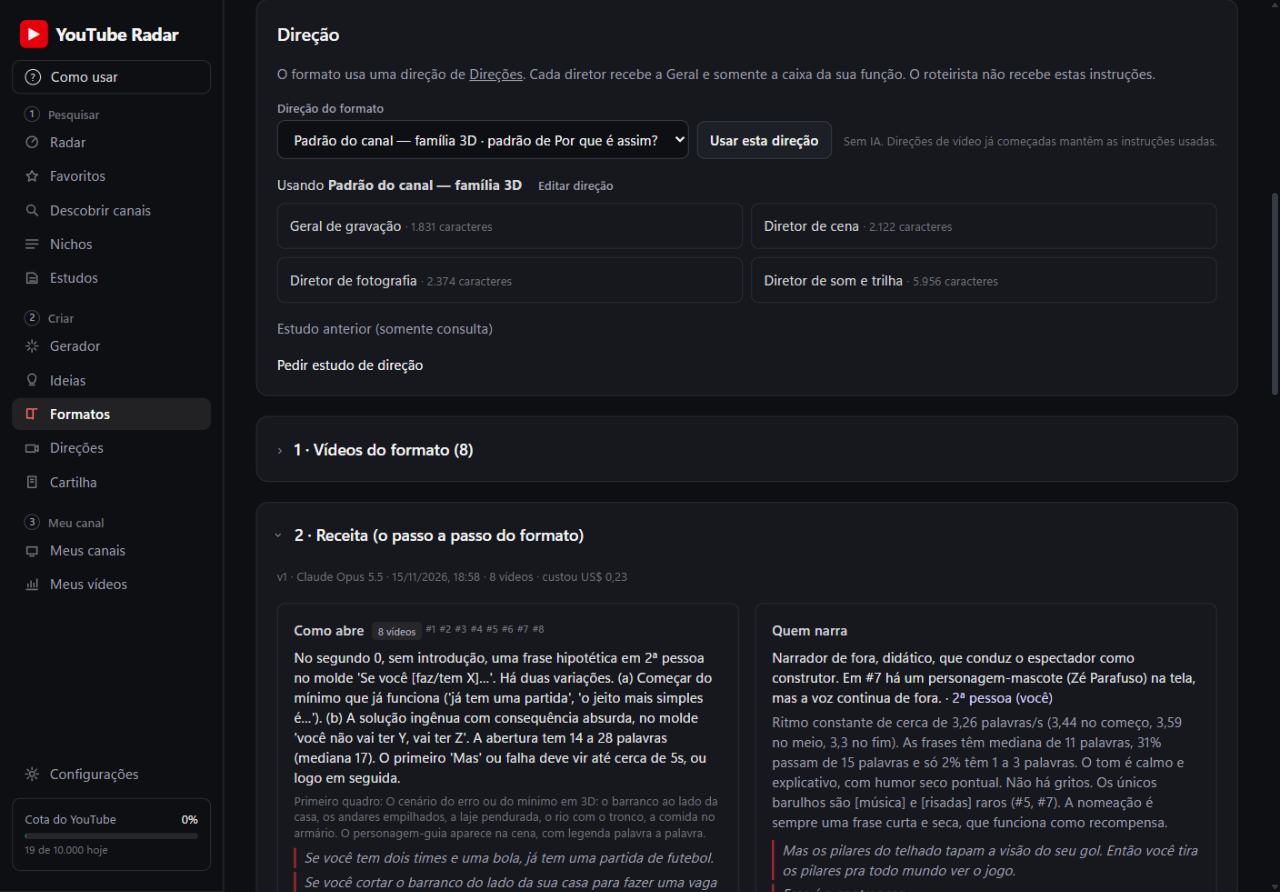 YouTube Radar
? Como usar
1 Pesquisar
Radar
Favoritos
Descobrir canais
Nichos
Estudos
2 Criar
Gerador
Ideias
Formatos
Direções
Cartilha
3 Meu canal
Meus canais
Meus vídeos
Configurações
Cota do YouTube 0%
19 de 10.000 hoje
Direção
O formato usa uma direção de Direções. Cada diretor recebe a Geral e somente a caixa da sua função. O roteirista não recebe estas instruções.
Direção do formato
Padrão do canal — família 3D · padrão de Por que é assim?
Usar esta direção
Sem IA. Direções de vídeo já começadas mantêm as instruções usadas.
Usando Padrão do canal — família 3D Editar direção
Geral de gravação · 1.831 caracteres
Diretor de cena · 2.122 caracteres
Diretor de fotografia · 2.374 caracteres
Diretor de som e trilha · 5.956 caracteres
Estudo anterior (somente consulta)
Pedir estudo de direção
1 · Vídeos do formato (8)
2 · Receita (o passo a passo do formato)
v1 · Claude Opus 5.5 · 15/11/2026, 18:58 · 8 vídeos · custou US$ 0,23
Como abre 8 vídeos #1 #2 #3 #4 #5 #6 #7 #8
No segundo 0, sem introdução, uma frase hipotética em 2ª pessoa
no molde 'Se você [faz/tem X]...'. Há duas variações. (a) Começar do
mínimo que já funciona ('já tem uma partida', 'o jeito mais simples
é...'). (b) A solução ingênua com consequência absurda, no molde
'você não vai ter Y, vai ter Z'. A abertura tem 14 a 28 palavras
(mediana 17). O primeiro 'Mas' ou falha deve vir até cerca de 5s, ou
logo em seguida.
Primeiro quadro: O cenário do erro ou do mínimo em 3D: o barranco ao lado da
casa, os andares empilhados, a laje pendurada, o rio com o tronco, a comida no
armário. O personagem-guia aparece na cena, com legenda palavra a palavra.
Se você tem dois times e uma bola, já tem uma partida de futebol.
Se você cortar o barranco do lado da sua casa para fazer uma vaga
Quem narra
Narrador de fora, didático, que conduz o espectador como
construtor. Em #7 há um personagem-mascote (Zé Parafuso) na tela,
mas a voz continua de fora. · 2ª pessoa (você)
Ritmo constante de cerca de 3,26 palavras/s (3,44 no começo, 3,59
no meio, 3,3 no fim). As frases têm mediana de 11 palavras, 31%
passam de 15 palavras e só 2% têm 1 a 3 palavras. O tom é calmo e
explicativo, com humor seco pontual. Não há gritos. Os únicos
barulhos são [música] e [risadas] raros (#5, #7). A nomeação é
sempre uma frase curta e seca, que funciona como recompensa.
Mas os pilares do telhado tapam a visão do seu gol. Então você tira
os pilares pra todo mundo ver o jogo.